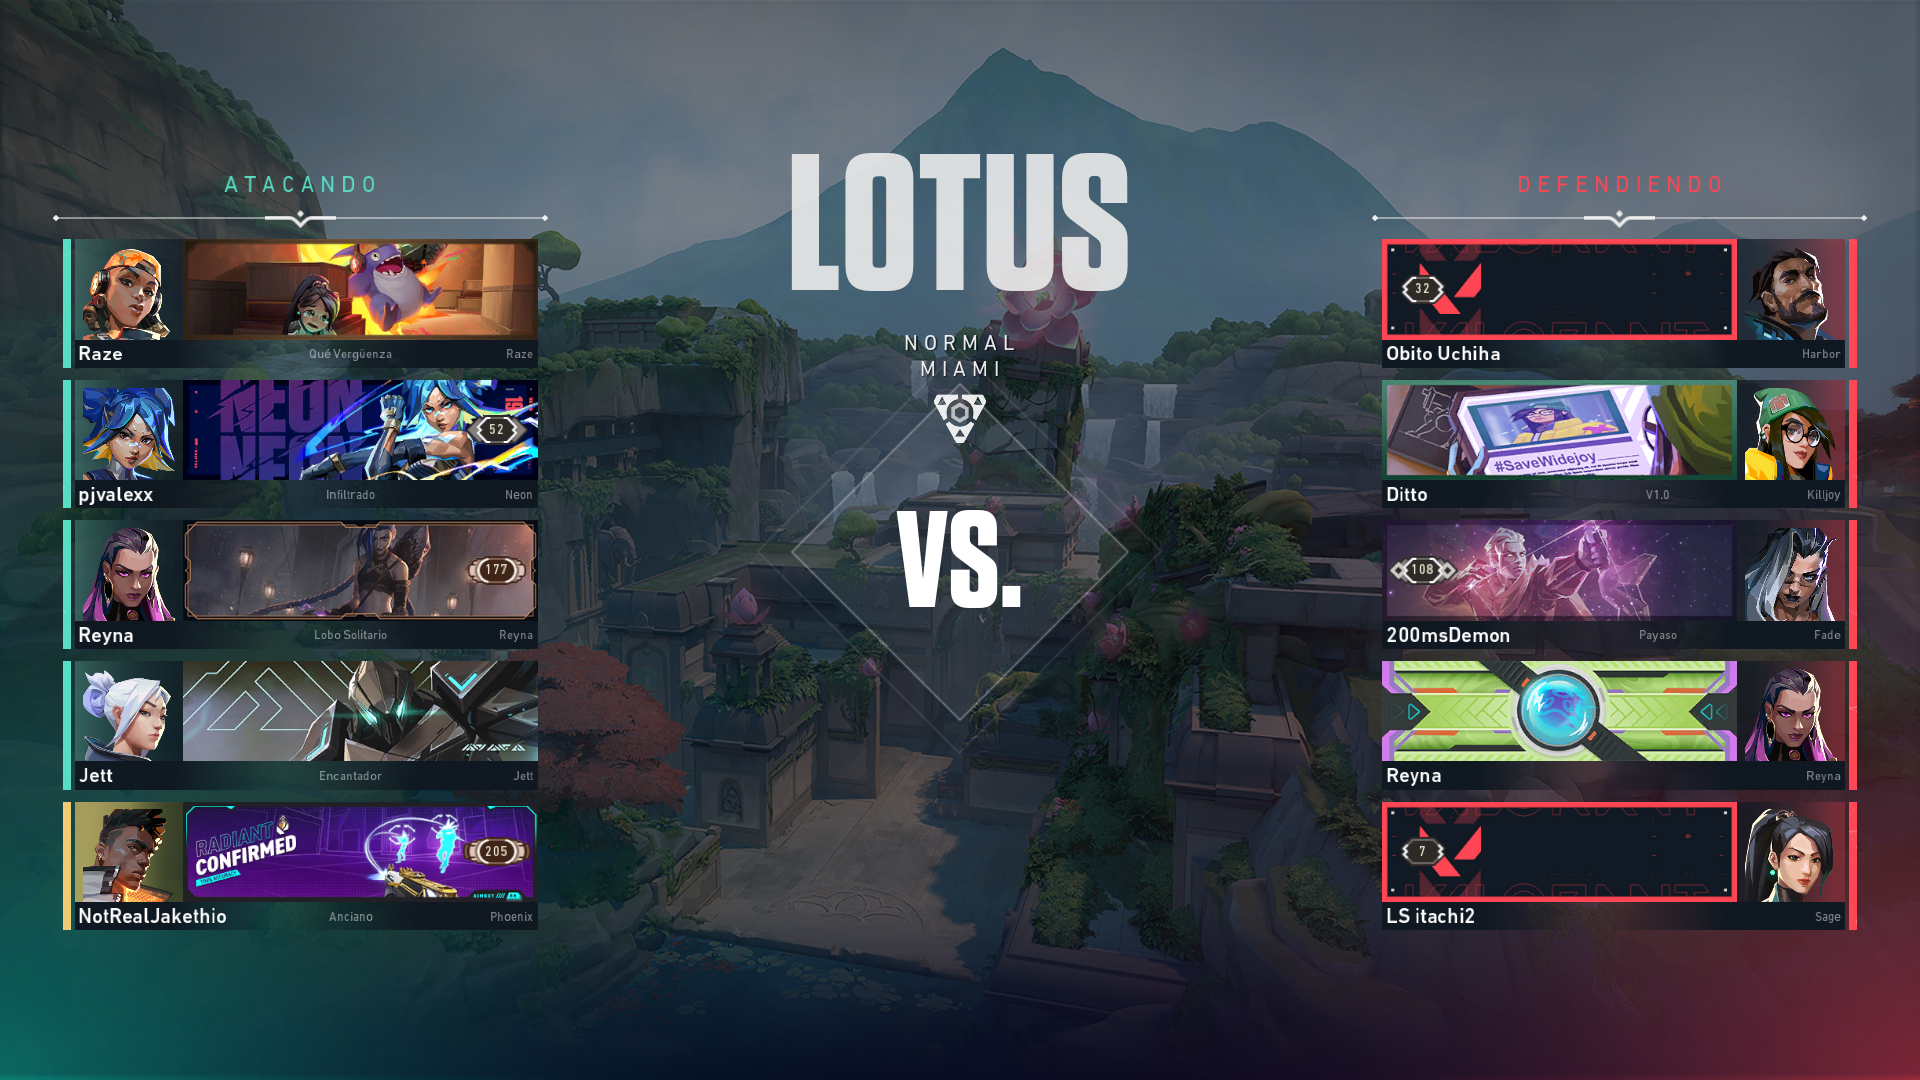 LOTUS
NORMAL
MIAMI
VS.
ATACANDO
Raze
Qué Vergüenza
Raze
NEON
NEON
52
pjvalexx
Infiltrado
Neon
177
Reyna
Lobo Solitario
Reyna
Jett
Encantador
Jett
RADIANT
CONFIRMED
205
NotRealJakethio
Anciano
Phoenix
DEFENDIENDO
32
Obito Uchiha
Harbor
#SaveWidejoy
Ditto
V1.0
Killjoy
108
200msDemon
Payaso
Fade
Reyna
Reyna
7
LS itachi2
Sage